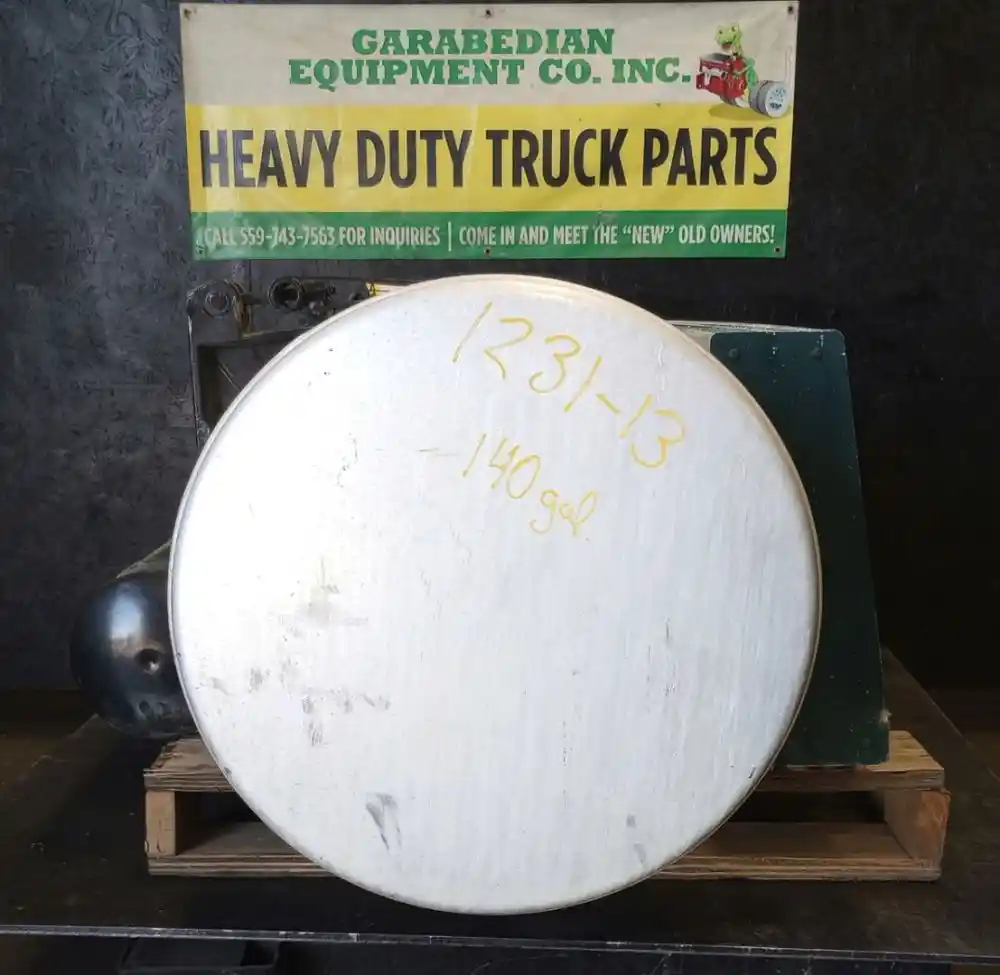 GARABEDIAN
EQUIPMENT CO. INC.
HEAVY DUTY TRUCK PARTS
CALL 559-743-7563 FOR INQUIRIES | COME IN AND MEET THE "NEW" OLD OWNERS!
1231-13
140 gal